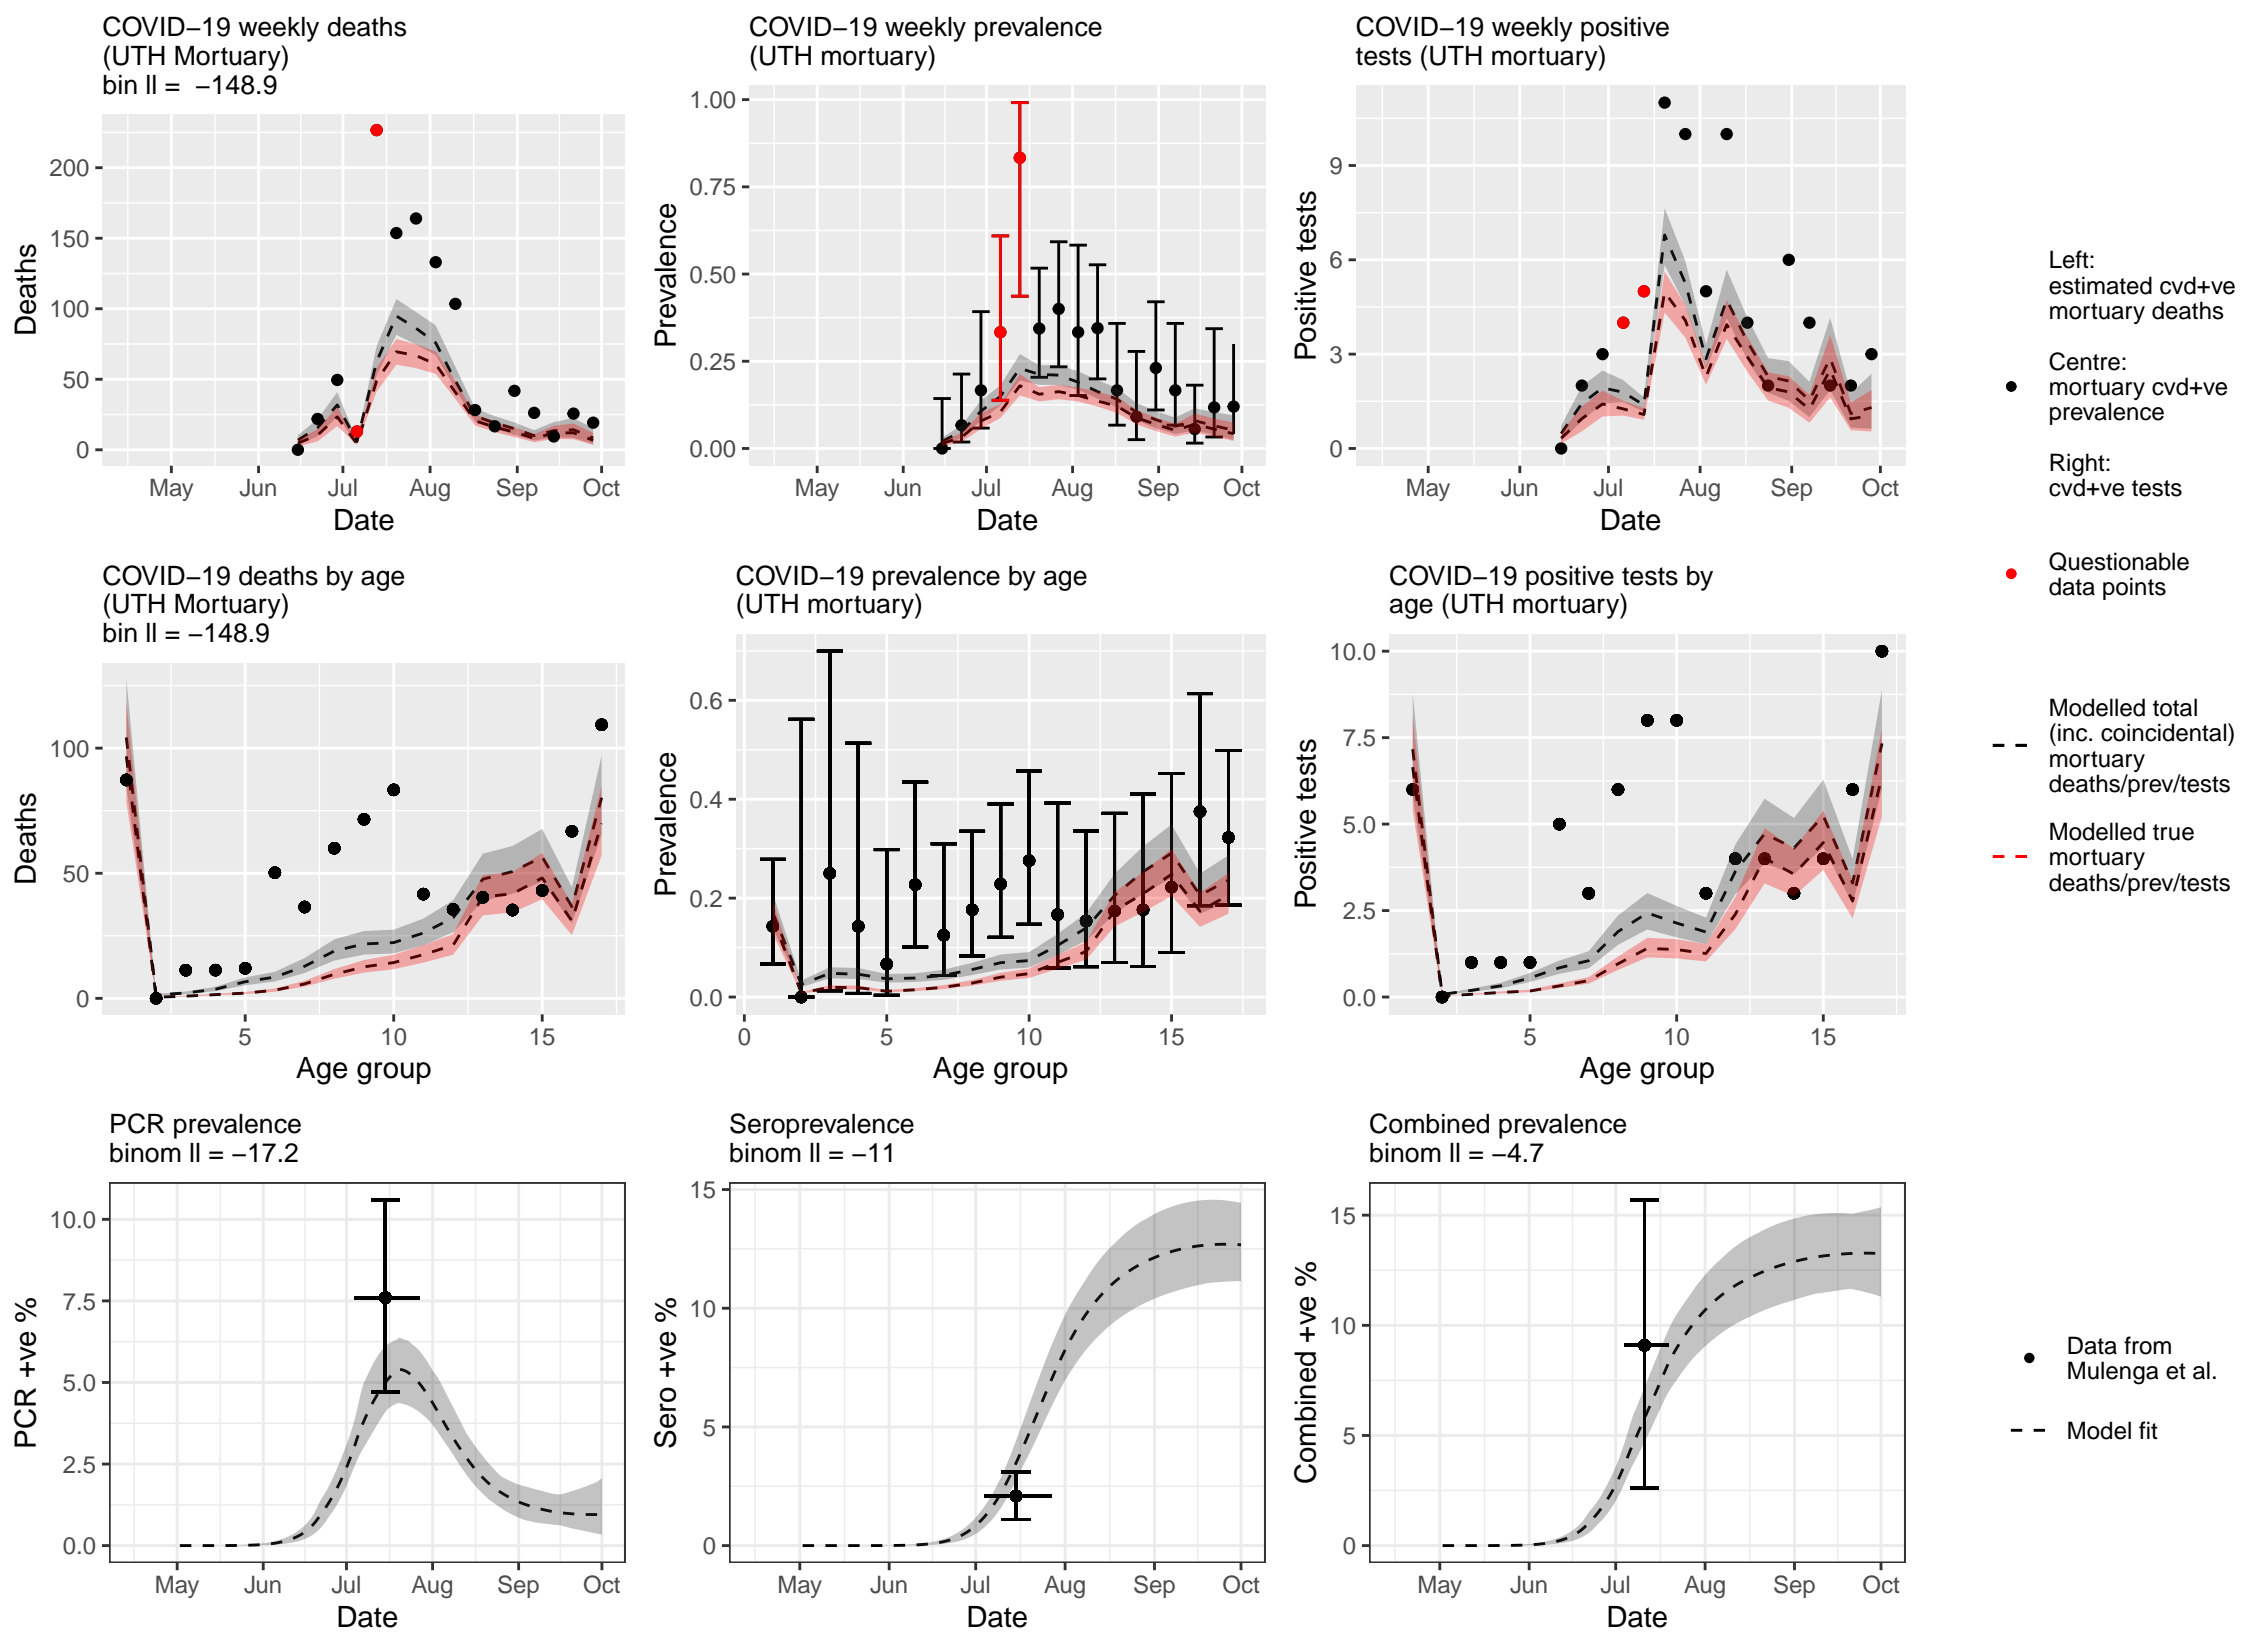 COVID−19 weekly deaths
(UTH Mortuary)
bin ll =  −148.9
200
150
100
50
0
Deaths
May Jun Jul Aug Sep Oct
Date
COVID−19 weekly prevalence
(UTH mortuary)
1.00
0.75
0.50
0.25
0.00
Prevalence
May Jun Jul Aug Sep Oct
Date
COVID−19 weekly positive
tests (UTH mortuary)
9
6
3
0
Positive tests
May Jun Jul Aug Sep Oct
Date
Left:
estimated cvd+ve
mortuary deaths
Centre:
mortuary cvd+ve
prevalence
Right:
cvd+ve tests
Questionable
data points
Modelled total
(inc. coincidental)
mortuary
deaths/prev/tests
Modelled true
mortuary
deaths/prev/tests
COVID−19 deaths by age
(UTH Mortuary)
bin ll = −148.9
100
50
0
Deaths
5 10 15
Age group
COVID−19 prevalence by age
(UTH mortuary)
0.6
0.4
0.2
0.0
Prevalence
0 5 10 15
Age group
COVID−19 positive tests by
age (UTH mortuary)
10.0
7.5
5.0
2.5
0.0
Positive tests
5 10 15
Age group
PCR prevalence
binom ll = −17.2
10.0
7.5
5.0
2.5
0.0
PCR +ve %
May Jun Jul Aug Sep Oct
Date
Seroprevalence
binom ll = −11
15
10
5
0
Sero +ve %
May Jun Jul Aug Sep Oct
Date
Combined prevalence
binom ll = −4.7
15
10
5
0
Combined +ve %
May Jun Jul Aug Sep Oct
Date
Data from
Mulenga et al.
Model fit